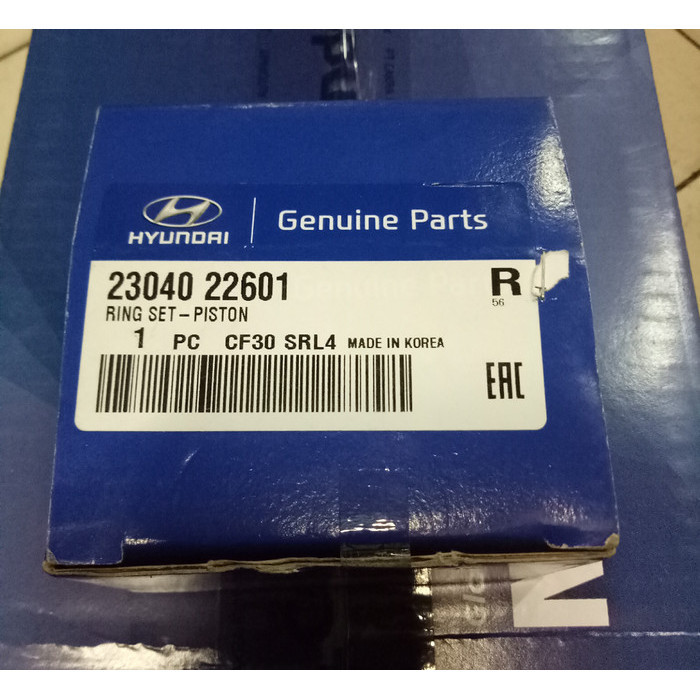 HYUNDAI
Genuine Parts
23040 22601
R
56
RING SET-PISTON
1 PC CF30 SRL4 MADE IN KOREA
EAC